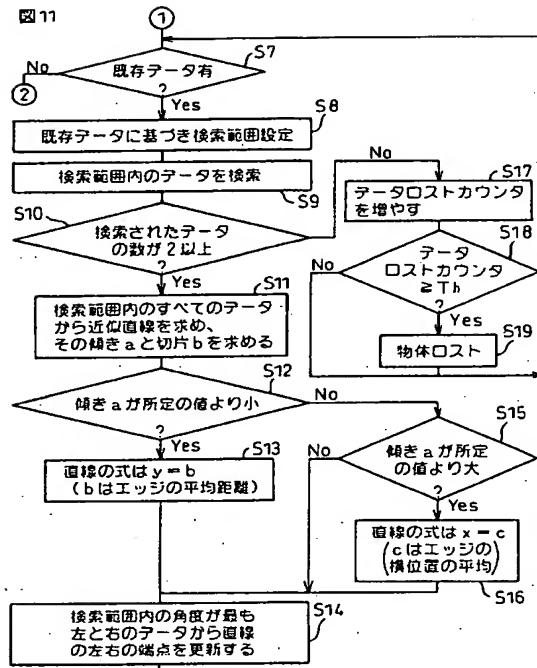 図11
①
S7
No
既存データ有
?
②
Yes
S8
既存データに基づき検索範囲設定
検索範囲内のデータを検索
S9
S10
検索されたデータ
の数が2以上
?
No
Yes
S17
データロストカウンタ
を増やす
S18
データ
ロストカウンタ
≧Th
?
No
Yes
S19
物体ロスト
S11
検索範囲内のすべてのデータ
から近似直線を求め、
その傾きaと切片bを求める
S12
傾きaが所定の値より小
?
No
Yes
S13
直線の式はy=b
(bはエッジの平均距離)
S15
No
傾きaが所定
の値より大
?
Yes
直線の式はx=c
(cはエッジの
横位置の平均)
S16
S14
検索範囲内の角度が最も
左と右のデータから直線
の左右の端点を更新する